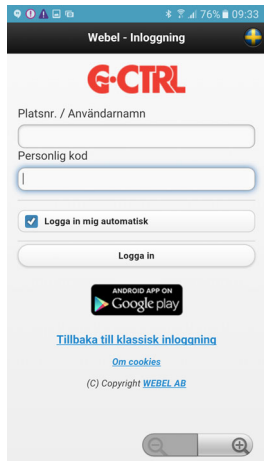 76% 09:33
Webel - Inloggning
G-CTRL
Platsnr. / Användarnamn
Personlig kod
Logga in mig automatisk
Logga in
ANDROID APP ON
Google play
Tillbaka till klassisk inloggning
Om cookies
(C) Copyright WEBEL AB